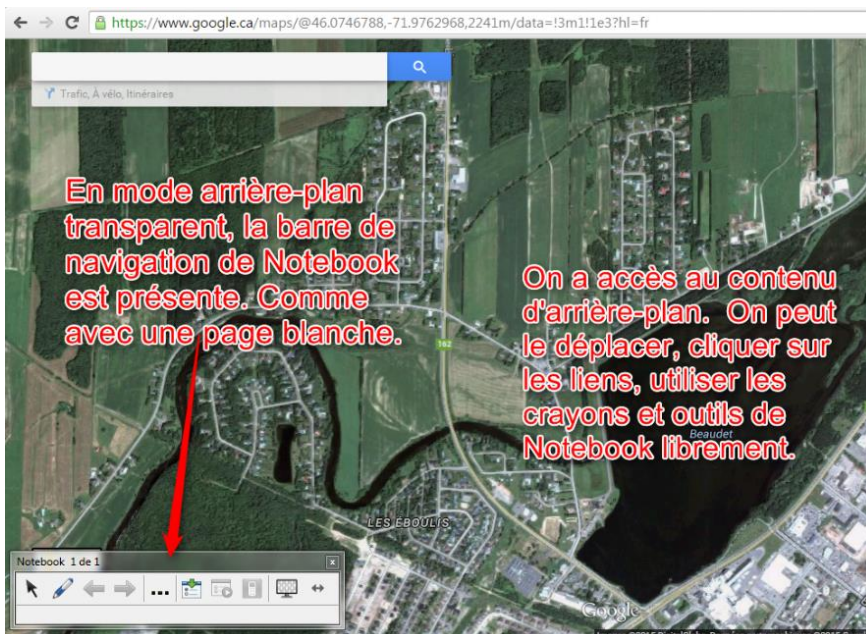 https://www.google.ca/maps/@46.0746788,-71.9762968,2241m/data=!3m1!1e3?hl=fr
Trafic, À vélo, Itinéraires
En mode arrière-plan
transparent, la barre de
navigation de Notebook
est présente. Comme
avec une page blanche.
On a accès au contenu
d'arrière-plan. On peut
le déplacer, cliquer sur
les liens, utiliser les
crayons et outils de
Notebook librement.
162
Beaudet
LES ÉBOULIS
Notebook 1 de 1
Google